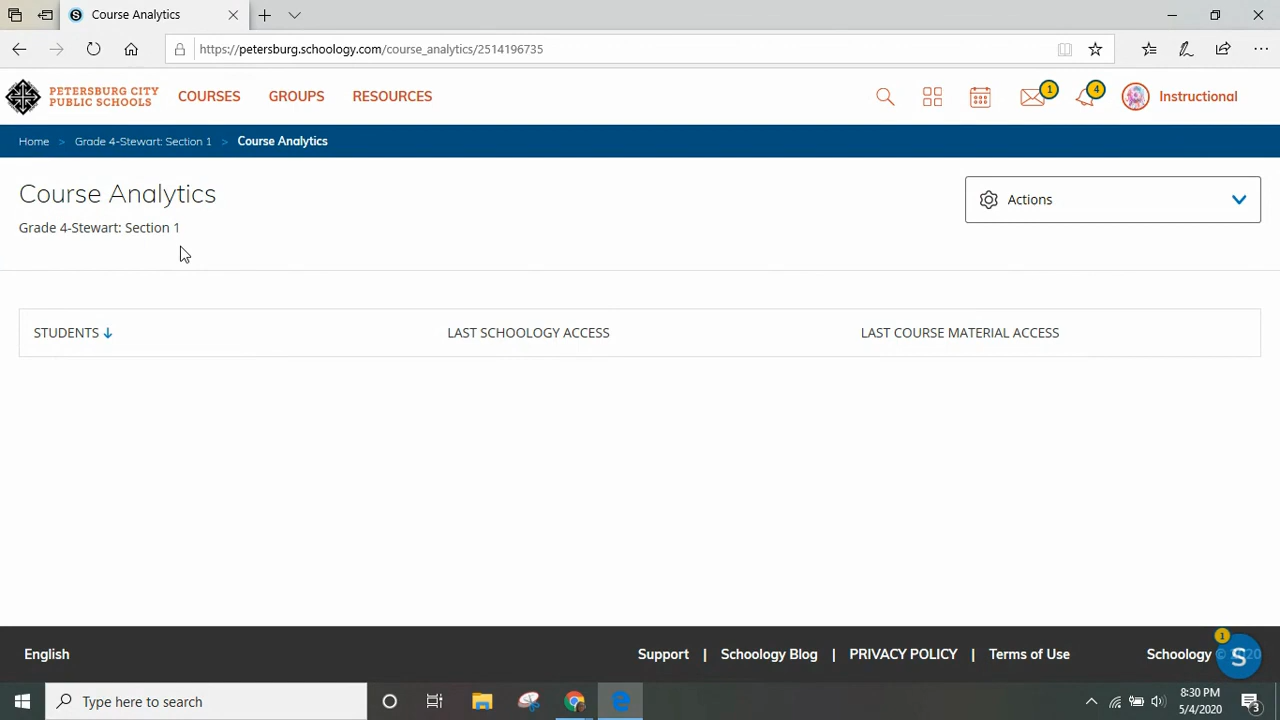 Course Analytics
https://petersburg.schoology.com/course_analytics/2514196735
PETERSBURG CITY
PUBLIC SCHOOLS
COURSES
GROUPS
RESOURCES
1
4
Instructional
Home > Grade 4-Stewart: Section 1 > Course Analytics
Course Analytics
Grade 4-Stewart: Section 1
Actions
STUDENTS
LAST SCHOOLOGY ACCESS
LAST COURSE MATERIAL ACCESS
English
Support | Schoology Blog | PRIVACY POLICY | Terms of Use
Schoology © 2020
1
S
Type here to search
8:30 PM
5/4/2020
3